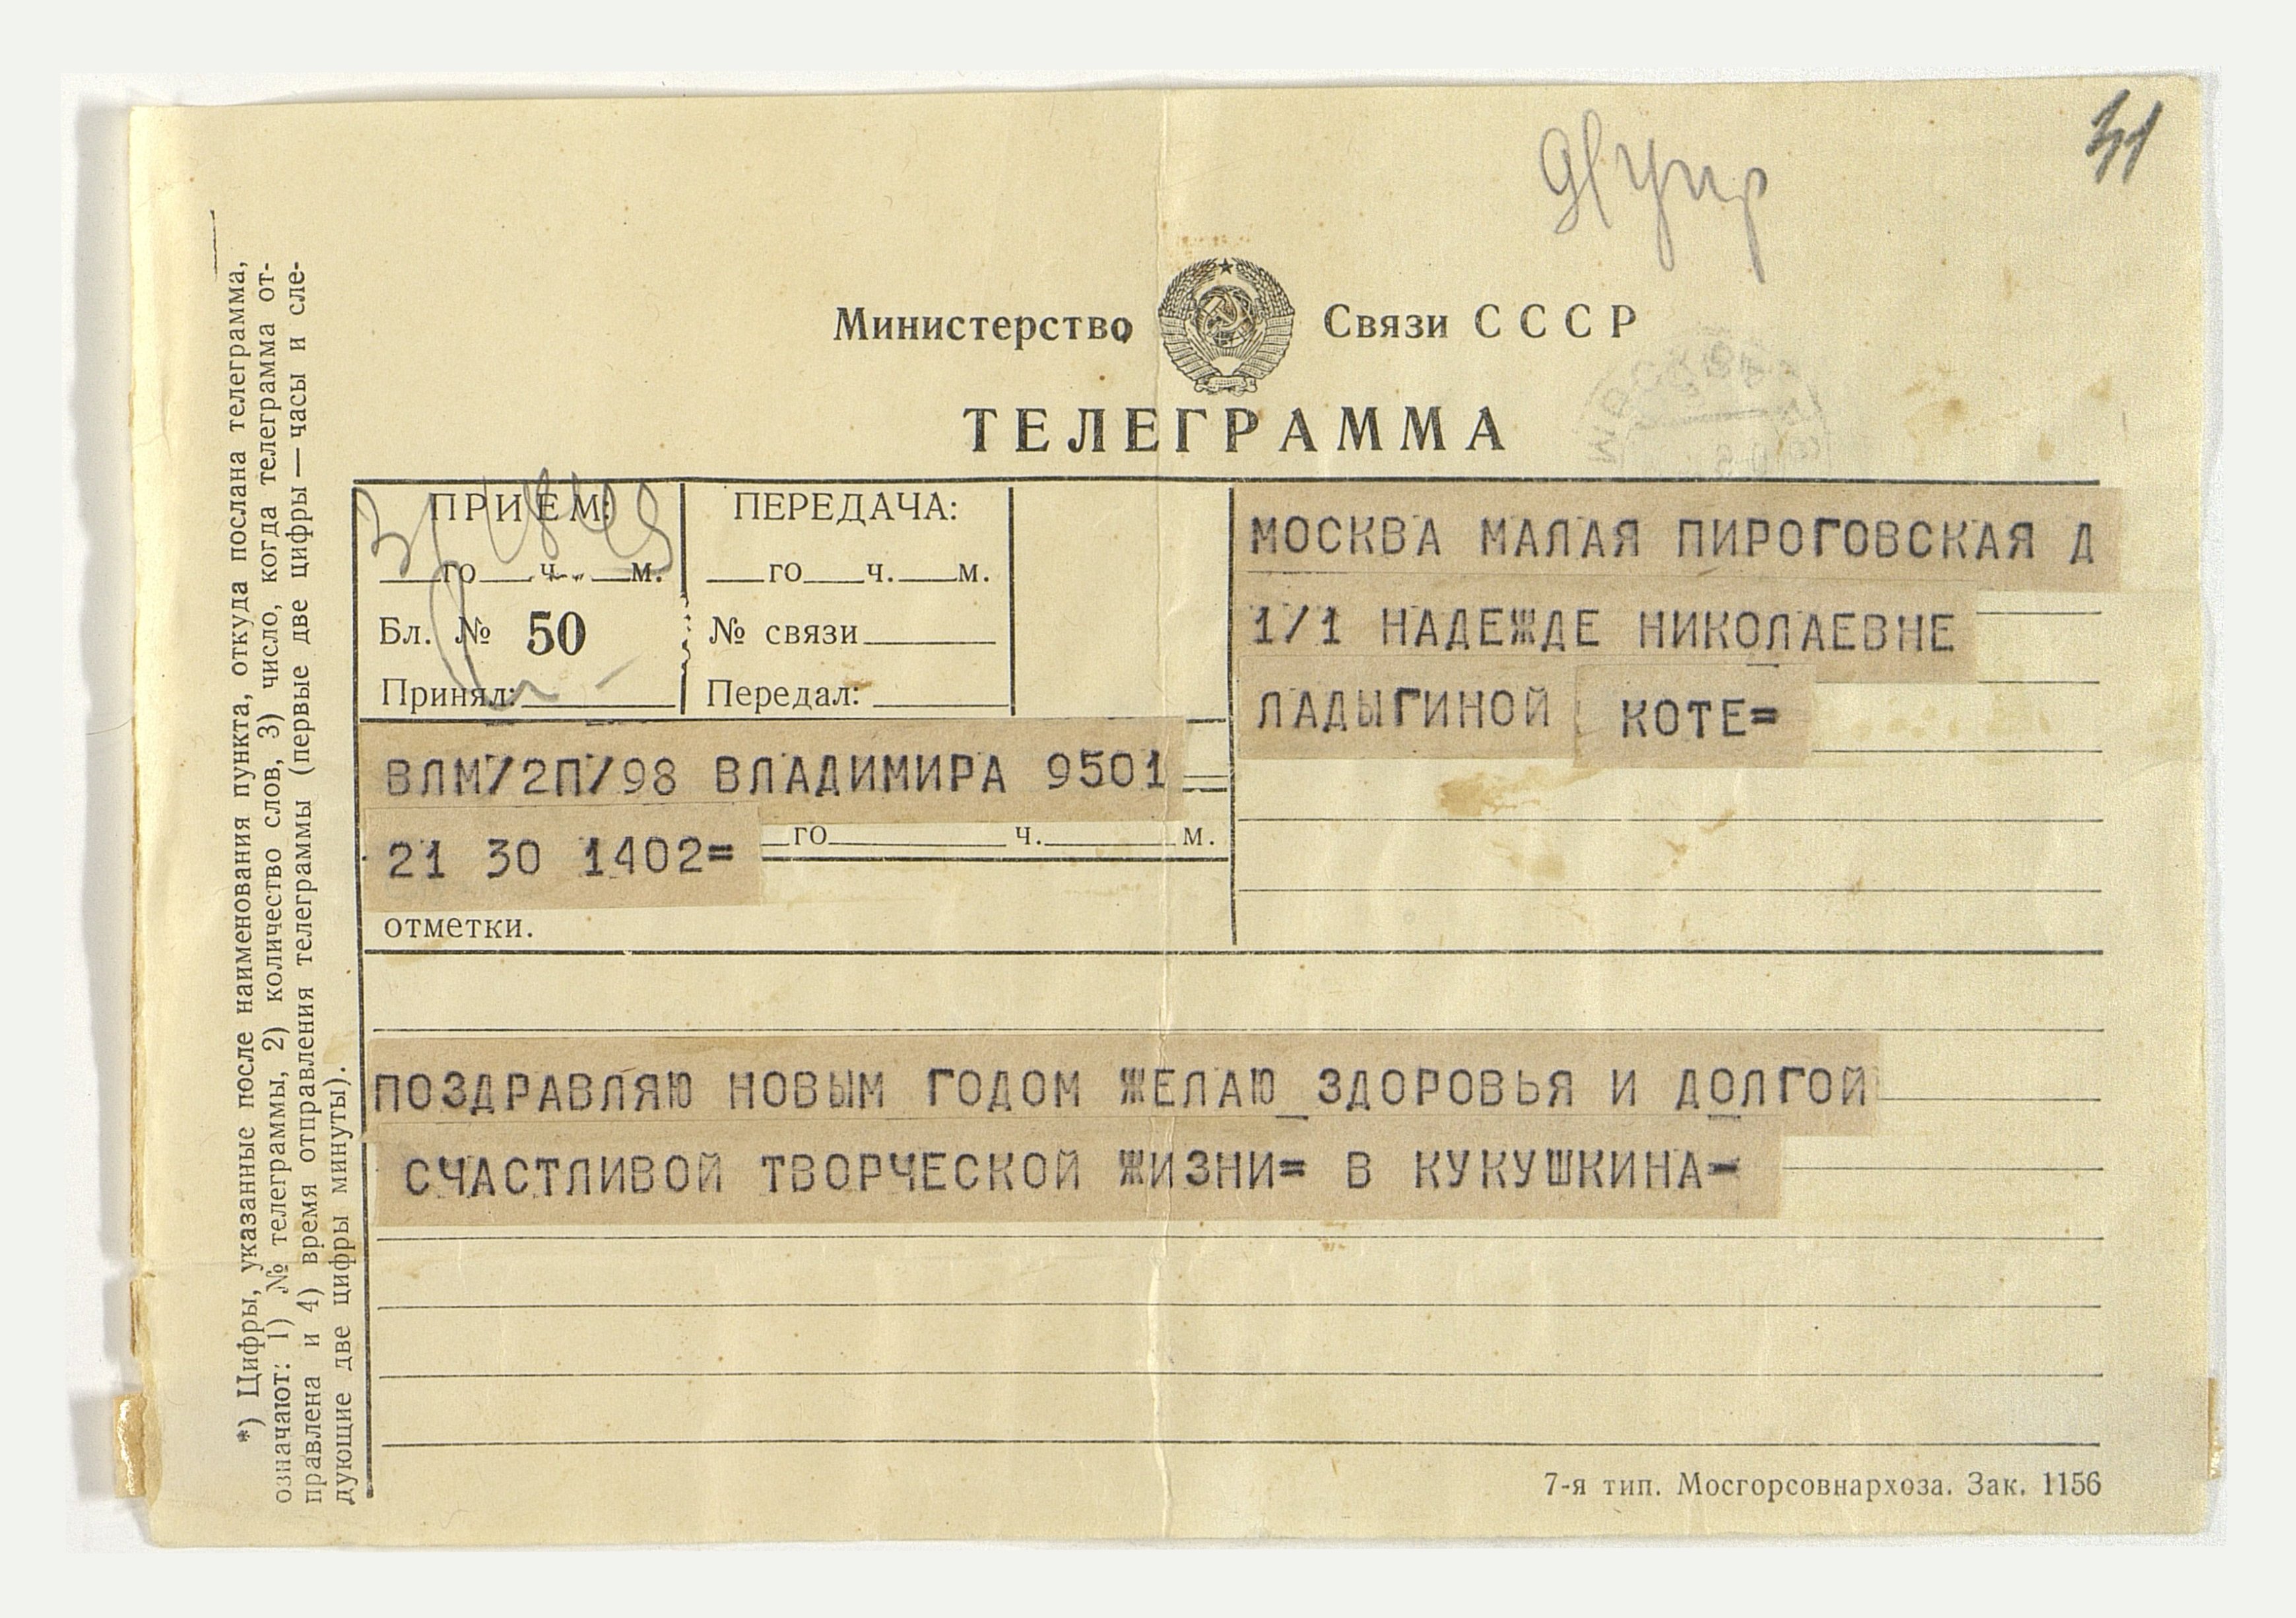 31
Министерство Связи СССР
ТЕЛЕГРАММА
ПРИЕМ:
го ч. м.
Бл. № 50
Принял:
ПЕРЕДАЧА:
го ч. м.
№ связи
Передал:
МОСКВА МАЛАЯ ПИРОГОВСКАЯ Д
1/1 НАДЕЖДЕ НИКОЛАЕВНЕ
ЛАДЫГИНОЙ КОТЕ=
ВЛМ/2П/98 ВЛАДИМИРА 9501
21 30 1402=
го ч. м.
отметки.
ПОЗДРАВЛЯЮ НОВЫМ ГОДОМ ЖЕЛАЮ ЗДОРОВЬЯ И ДОЛГОЙ
СЧАСТЛИВОЙ ТВОРЧЕСКОЙ ЖИЗНИ= В КУКУШКИНА-
7-я тип. Мосгорсовнархоза. Зак. 1156
*) Цифры, указанные после наименования пункта, откуда послана телеграмма,
означают: 1) № телеграммы, 2) количество слов, 3) число, когда телеграмма от-
правлена и 4) время отправления телеграммы (первые две цифры — часы и сле-
дующие две цифры минуты).